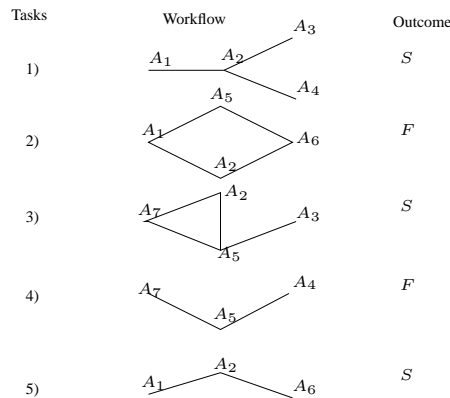 Tasks Workflow Outcome
A3
1) A1 A2 S
A4
A5
2) A1 A6 F
A2
A2
3) A7 A3 S
A5
4) A7 A4 F
A5
5) A1 A2 A6 S